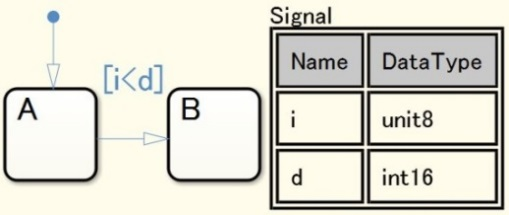 Signal
[i<d]
A
B
Name DataType
i unit8
d int16